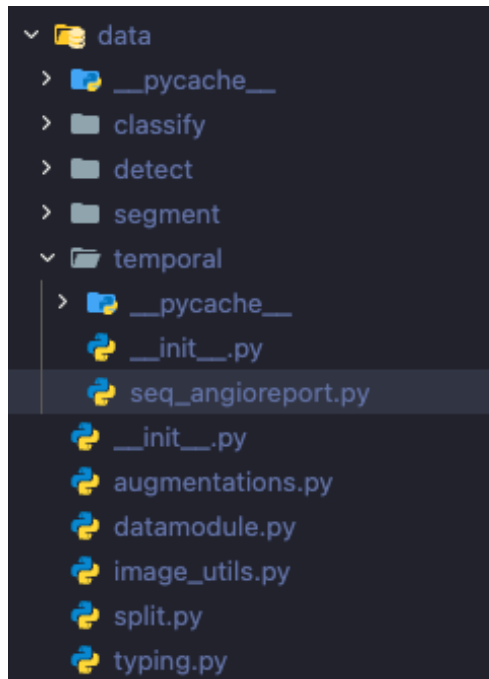 data
__pycache__
classify
detect
segment
temporal
__pycache__
__init__.py
seq_angioreport.py
__init__.py
augmentations.py
datamodule.py
image_utils.py
split.py
typing.py